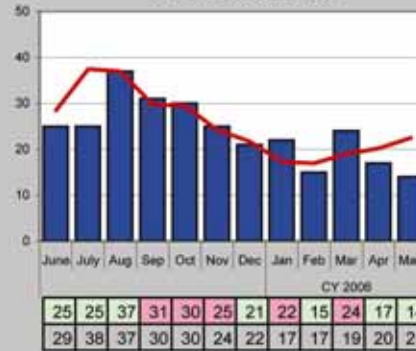 50
40
30
20
10
0
June July Aug Sep Oct Nov Dec Jan Feb Mar Apr
CY 2006
25 25 37 31 30 25 21 22 15 24 17
29 38 37 30 30 24 22 17 17 19 20